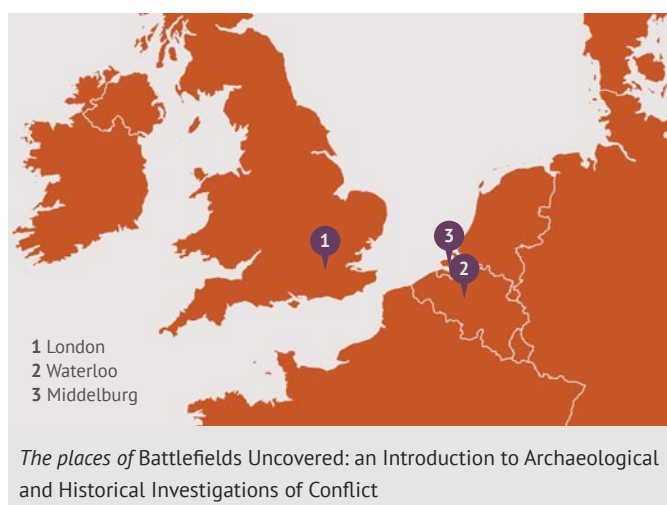 1
3
2
1 London
2 Waterloo
3 Middelburg
The places of Battlefields Uncovered: an Introduction to Archaeological
and Historical Investigations of Conflict